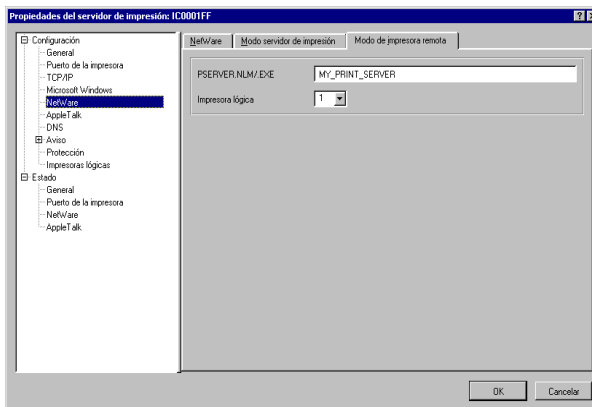 Propiedades del servidor de impresión: IC0001FF
Configuración
General
Puerto de la impresora
TCP/IP
Microsoft Windows
NetWare
AppleTalk
DNS
Aviso
Protección
Impresoras lógicas
Estado
General
Puerto de la impresora
NetWare
AppleTalk
NetWare Modo servidor de impresión Modo de impresora remota
PSERVER.NLM/.EXE MY_PRINT_SERVER
Impresora lógica 1
OK Cancelar